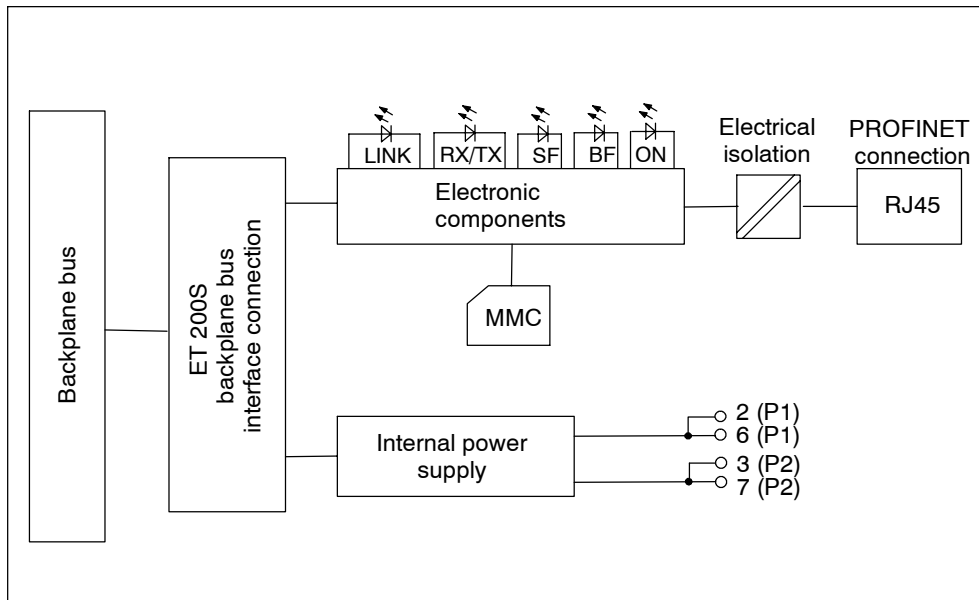 Backplane bus
ET 200S
backplane bus
interface connection
LINK
RX/TX
SF
BF
ON
Electronic
components
MMC
Electrical
isolation
PROFINET
connection
RJ45
Internal power
supply
2 (P1)
6 (P1)
3 (P2)
7 (P2)